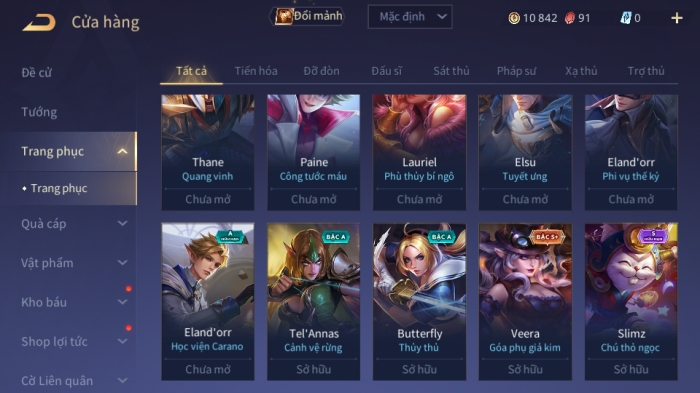 Cửa hàng
Đổi mảnh
Mặc định
10 842
91
0
Đề cử
Tướng
Trang phục
Trang phục
Quà cáp
Vật phẩm
Kho báu
Shop lợi tức
Cờ Liên quân
Tất cả Tiến hóa Đỡ đòn Đấu sĩ Sát thủ Pháp sư Xạ thủ Trợ thủ
Thane Paine Lauriel Elsu Eland'orr
Quang vinh Công tước máu Phù thủy bí ngô Tuyết ưng Phi vụ thế kỷ
Chưa mở Chưa mở Chưa mở Chưa mở Chưa mở
A BẬC A BẬC A BẬC S+ S
Eland'orr Tel'Annas Butterfly Veera Slimz
Học viện Carano Cảnh vệ rừng Thủy thủ Góa phụ giả kim Chú thỏ ngọc
Chưa mở Sở hữu Sở hữu Sở hữu Sở hữu